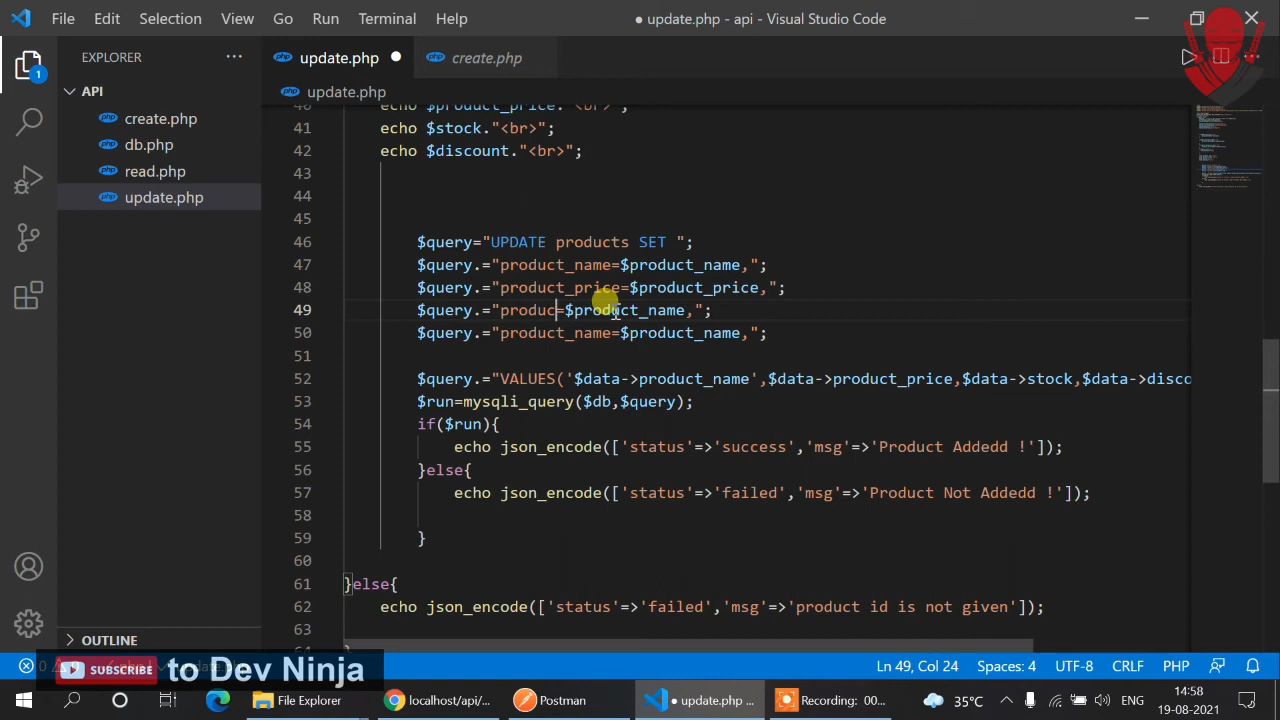 File Edit Selection View Go Run Terminal Help ● update.php - api - Visual Studio Code
EXPLORER ...
update.php ●
create.php
1
API
update.php
create.php
db.php
read.php
update.php
40 echo $product_price."<br>";
41 echo $stock."<br>";
42 echo $discount."<br>";
43
44
45
46 $query="UPDATE products SET ";
47 $query.="product_name=$product_name,";
48 $query.="product_price=$product_price,";
49 $query.="produc=$product_name,";
50 $query.="product_name=$product_name,";
51
52 $query.="VALUES('$data->product_name',$data->product_price,$data->stock,$data->disco
53 $run=mysqli_query($db,$query);
54 if($run){
55 echo json_encode(['status'=>'success','msg'=>'Product Addedd !']);
56 }else{
57 echo json_encode(['status'=>'failed','msg'=>'Product Not Addedd !']);
58
59 }
60
61 }else{
62 echo json_encode(['status'=>'failed','msg'=>'product id is not given']);
63
OUTLINE
SUBSCRIBE to Dev Ninja
Ln 49, Col 24 Spaces: 4 UTF-8 CRLF PHP
File Explorer
localhost/api/...
Postman
● update.php ...
Recording: 00...
35°C
ENG
14:58
19-08-2021